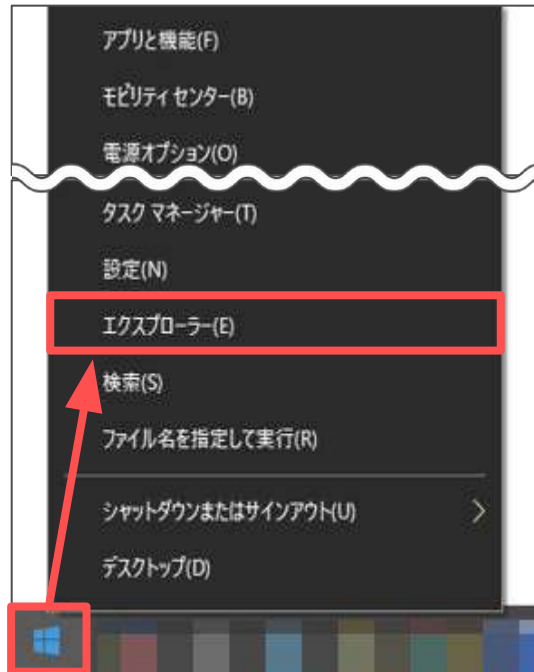 アプリと機能(F)
モビリティ センター(B)
電源オプション(O)
タスク マネージャー(T)
設定(N)
エクスプローラー(E)
検索(S)
ファイル名を指定して実行(R)
シャットダウンまたはサインアウト(U)
デスクトップ(D)